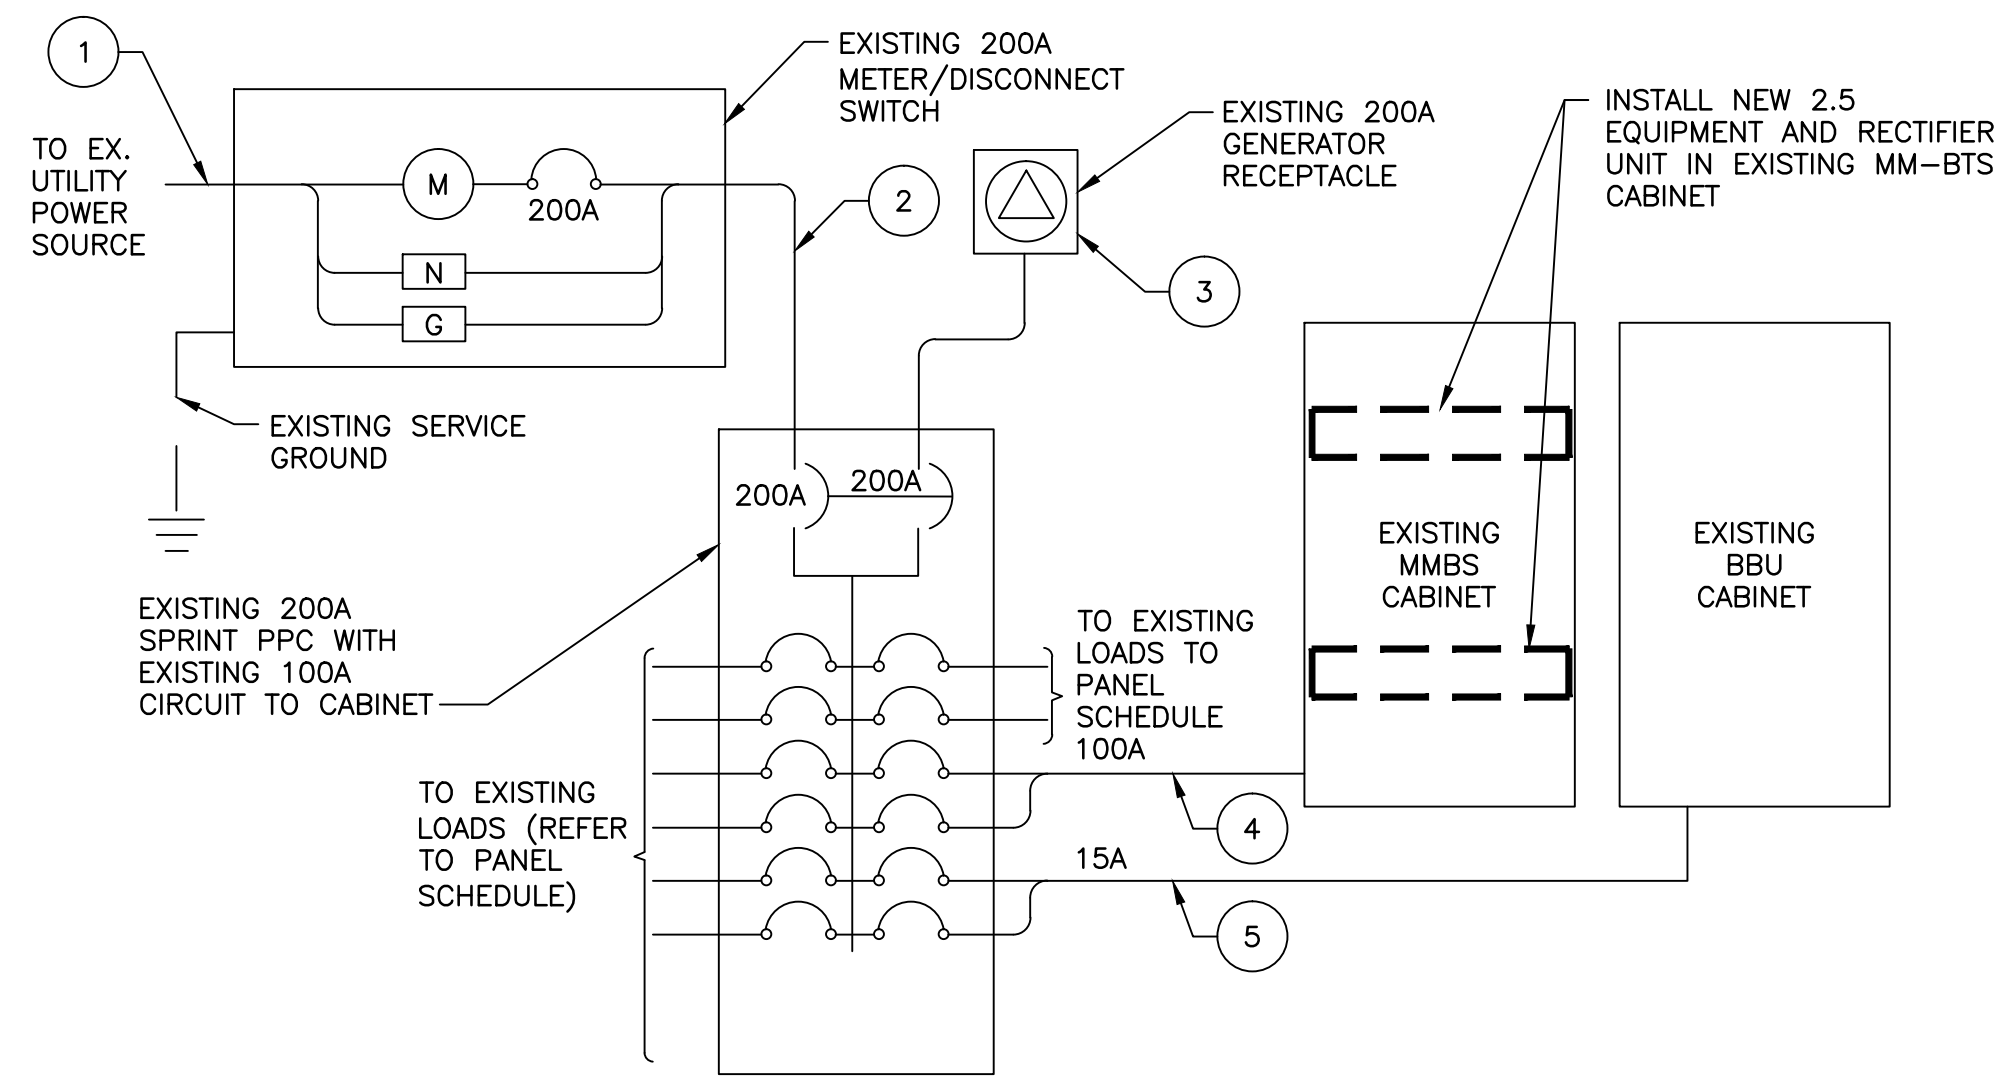 1
EXISTING 200A
METER/DISCONNECT
SWITCH
TO EX.
UTILITY
POWER
SOURCE
M
200A
N
G
2
EXISTING 200A
GENERATOR
RECEPTACLE
3
INSTALL NEW 2.5
EQUIPMENT AND RECTIFIER
UNIT IN EXISTING MM-BTS
CABINET
EXISTING SERVICE
GROUND
200A
200A
EXISTING
MMBS
CABINET
EXISTING
BBU
CABINET
EXISTING 200A
SPRINT PPC WITH
EXISTING 100A
CIRCUIT TO CABINET
TO EXISTING
LOADS TO
PANEL
SCHEDULE
100A
TO EXISTING
LOADS (REFER
TO PANEL
SCHEDULE)
4
15A
5